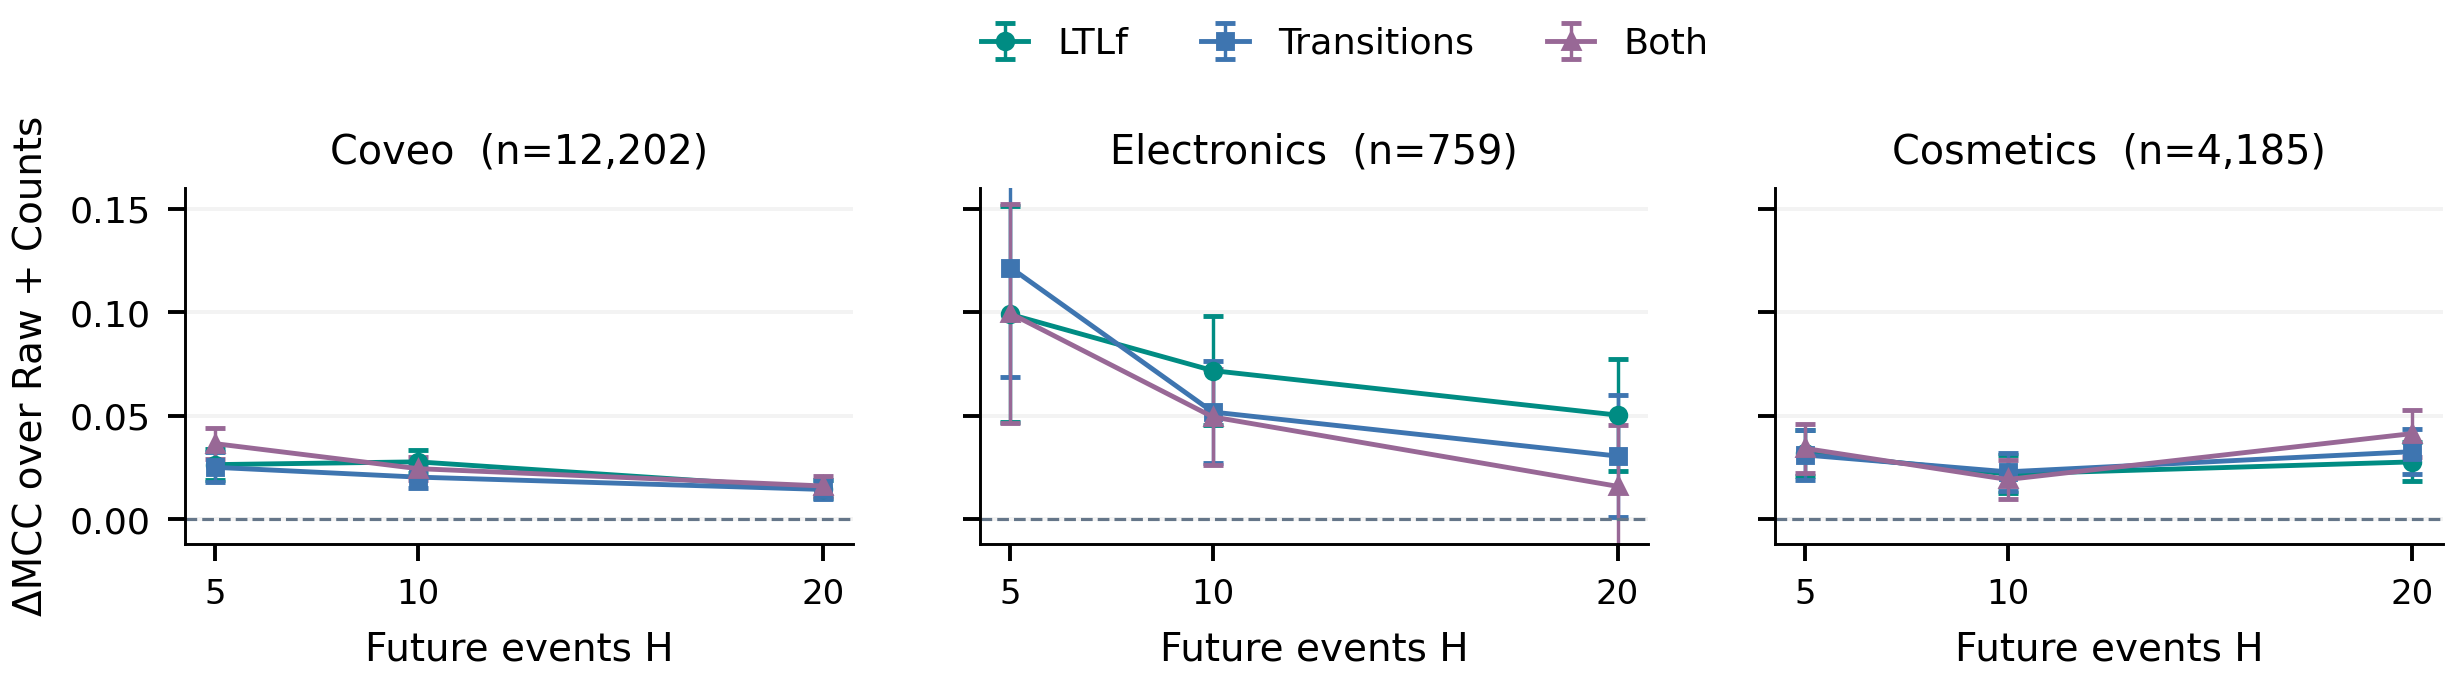 LTLf
Transitions
Both
ΔMCC over Raw + Counts
Coveo (n=12,202)
0.15
0.10
0.05
0.00
5
10
20
Future events H
Electronics (n=759)
5
10
20
Future events H
Cosmetics (n=4,185)
5
10
20
Future events H